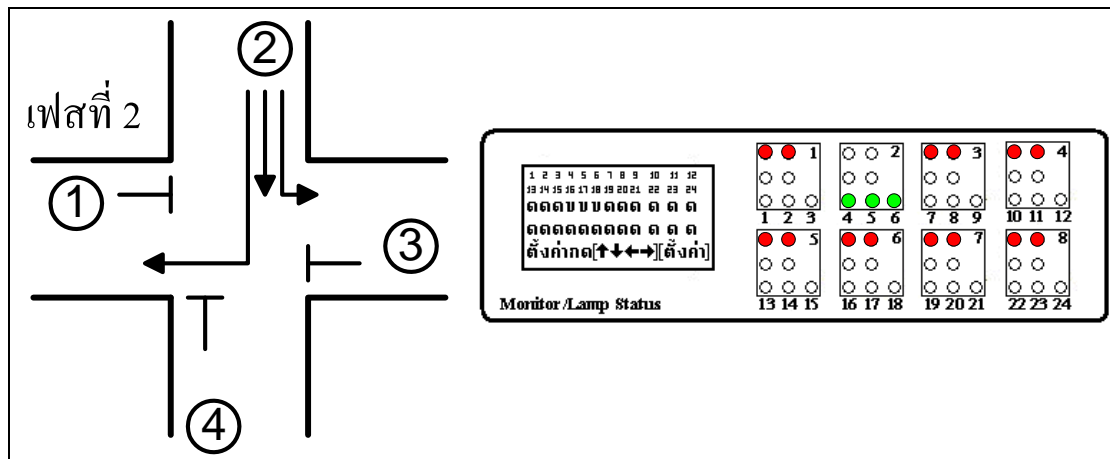 2
เฟสที่ 2
1
3
4
1 2 3 4 5 6 7 8 9 10 11 12
13 14 15 16 17 18 19 20 21 22 23 24
ดดดขขขดดด ด ด ด
ดดดดดดดดด ด ด ด
ตั้งค่ากด[↑↓←→][ตั้งค่า]
Monitor /Lamp Status
1 2 3 4
1 2 3 4 5 6 7 8 9 10 11 12
5 6 7 8
13 14 15 16 17 18 19 20 21 22 23 24